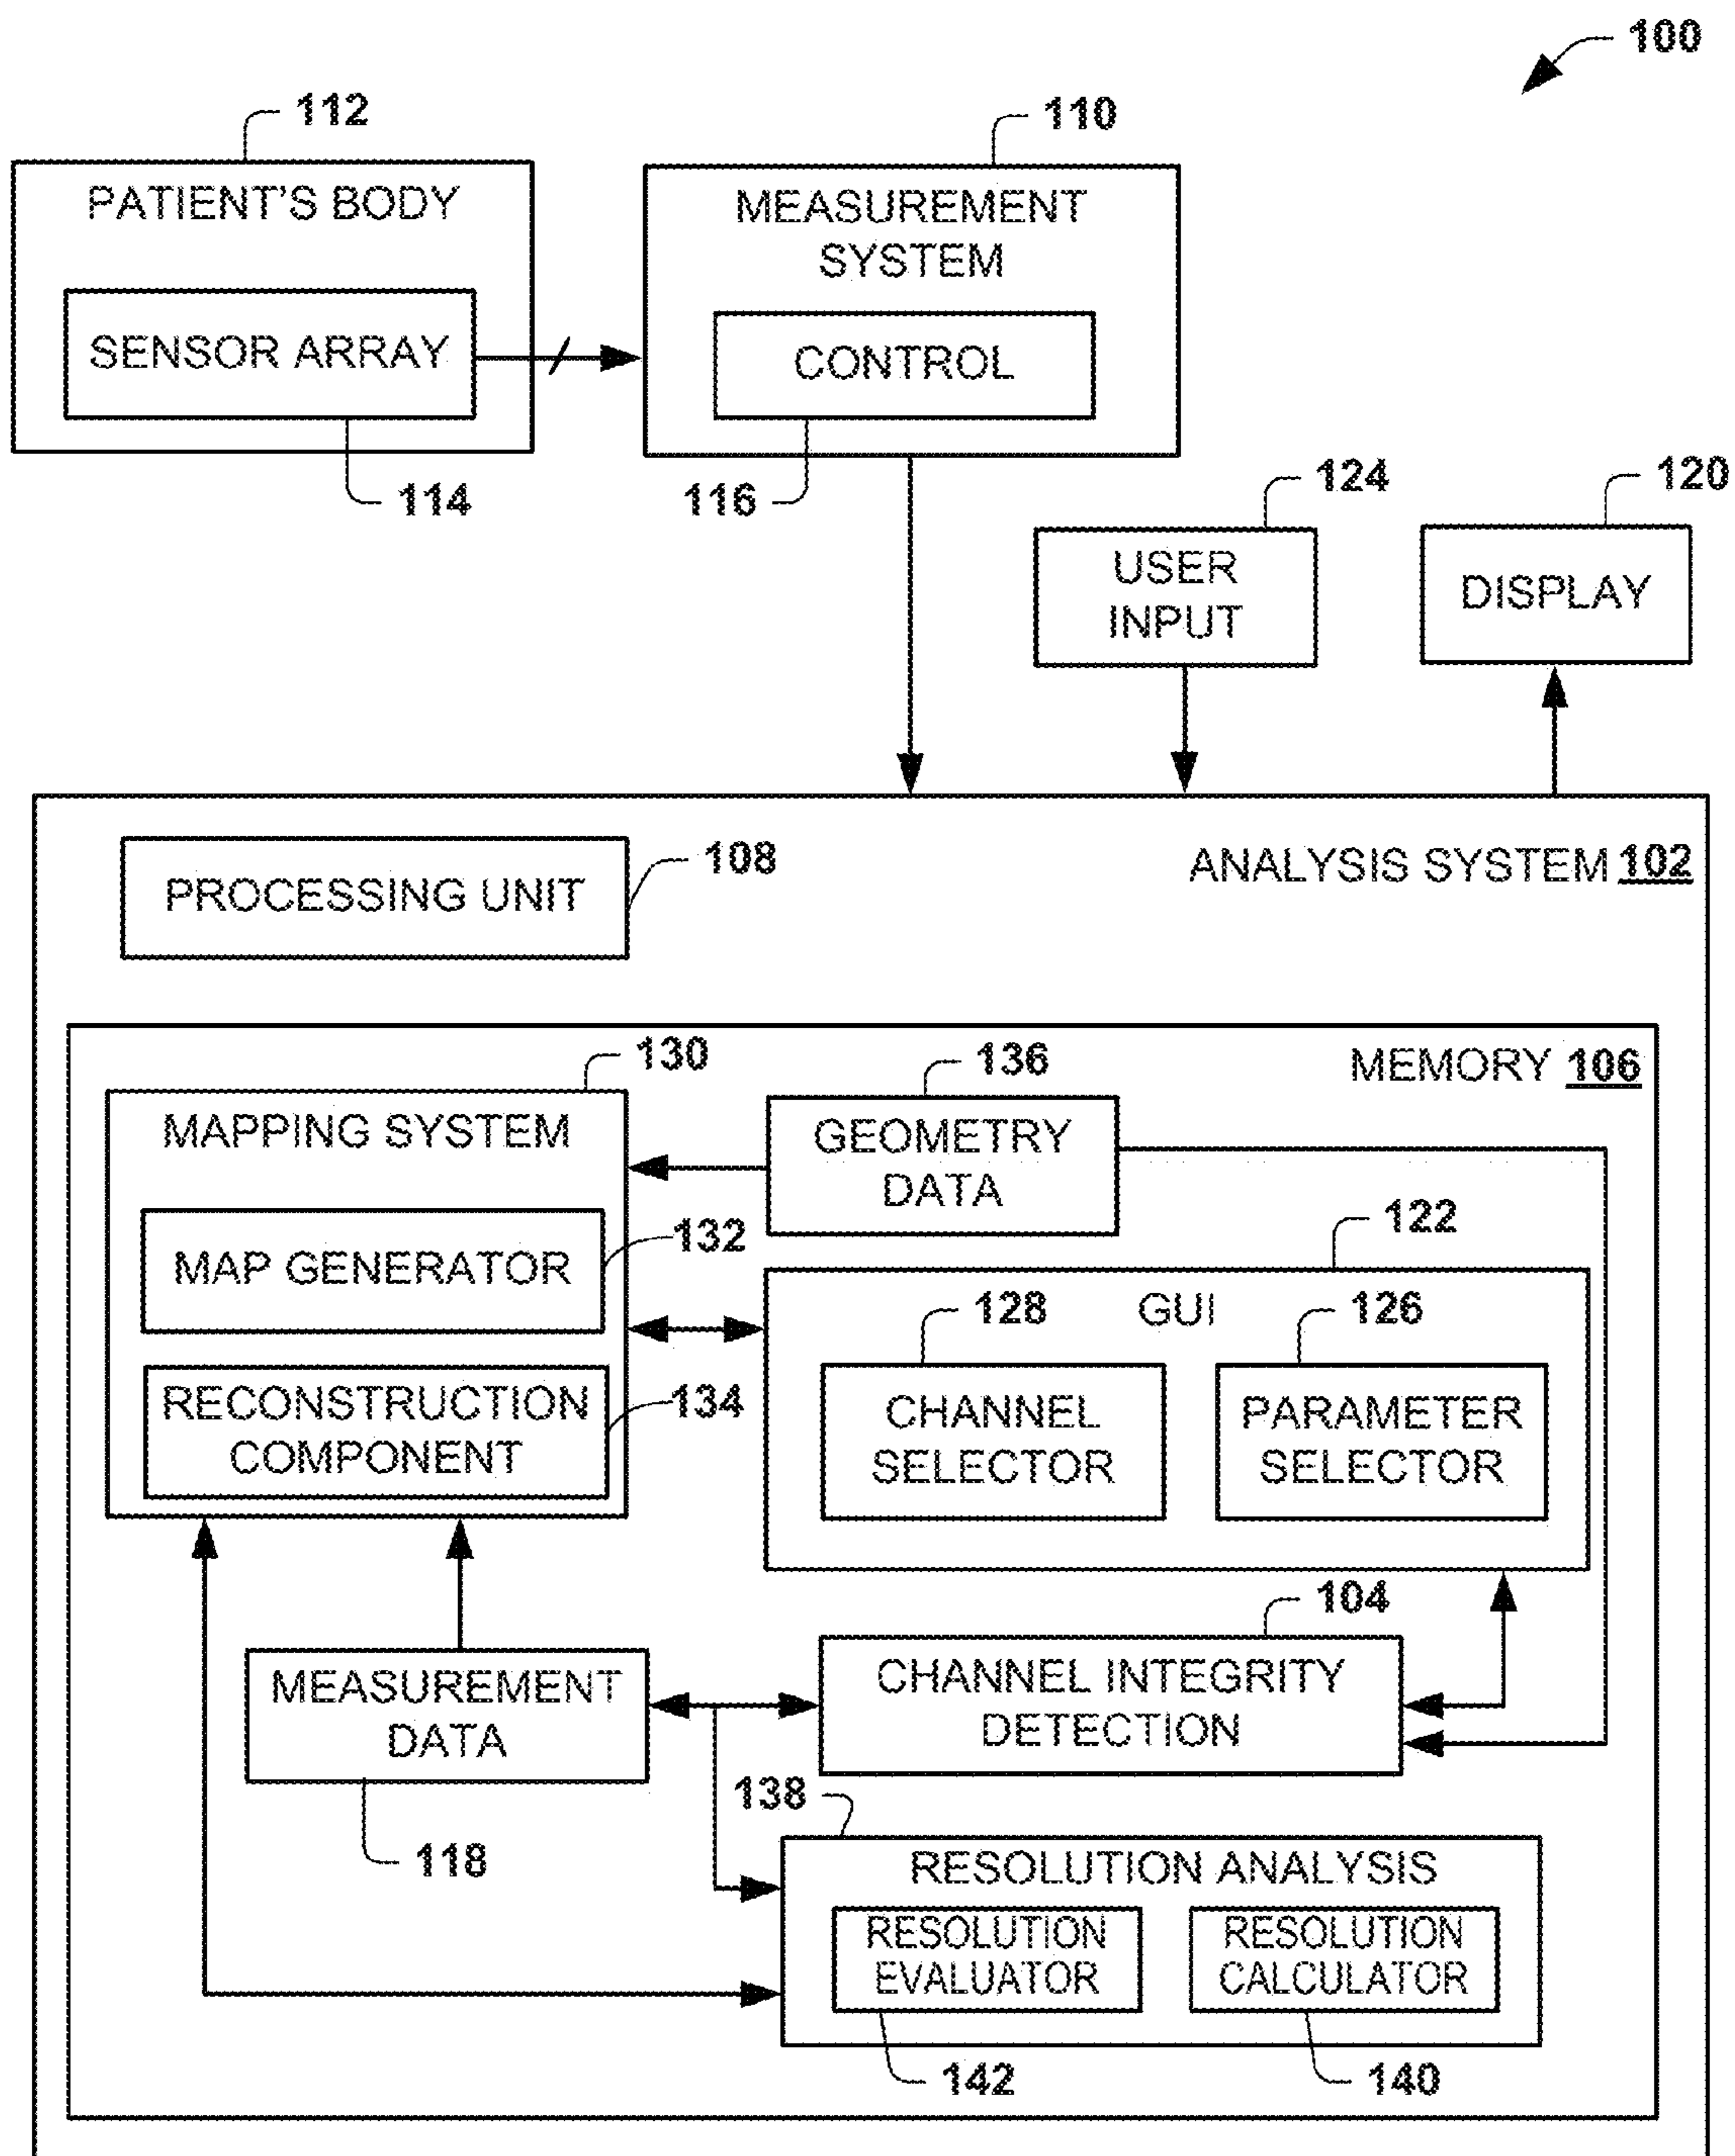 100
112
110
PATIENT'S BODY
MEASUREMENT
SYSTEM
SENSOR ARRAY
CONTROL
114
116
124
120
USER
INPUT
DISPLAY
108
ANALYSIS SYSTEM 102
PROCESSING UNIT
130
136
MEMORY 106
MAPPING SYSTEM
GEOMETRY
DATA
132
122
MAP GENERATOR
128
GUI
126
RECONSTRUCTION
COMPONENT
134
CHANNEL
SELECTOR
PARAMETER
SELECTOR
104
MEASUREMENT
DATA
CHANNEL INTEGRITY
DETECTION
138
118
RESOLUTION ANALYSIS
RESOLUTION
EVALUATOR
RESOLUTION
CALCULATOR
142
140